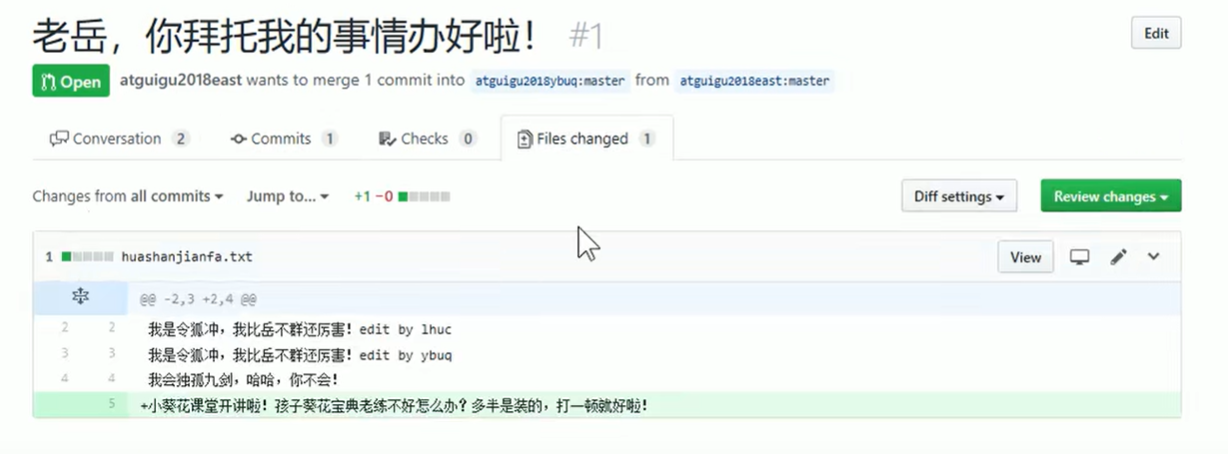 老岳，你拜托我的事情办好啦！ #1
Edit
Open atguigu2018east wants to merge 1 commit into atguigu2018ybuq:master from atguigu2018east:master
Conversation 2 Commits 1 Checks 0 Files changed 1
Changes from all commits Jump to... +1 −0 Diff settings Review changes
1 huashanjianfa.txt View
@@ -2,3 +2,4 @@
2 2 我是令狐冲，我比岳不群还厉害！edit by lhuc
3 3 我是令狐冲，我比岳不群还厉害！edit by ybuq
4 4 我会独孤九剑，哈哈，你不会！
5 +小葵花课堂开讲啦！孩子葵花宝典老练不好怎么办？多半是装的，打一顿就好啦！